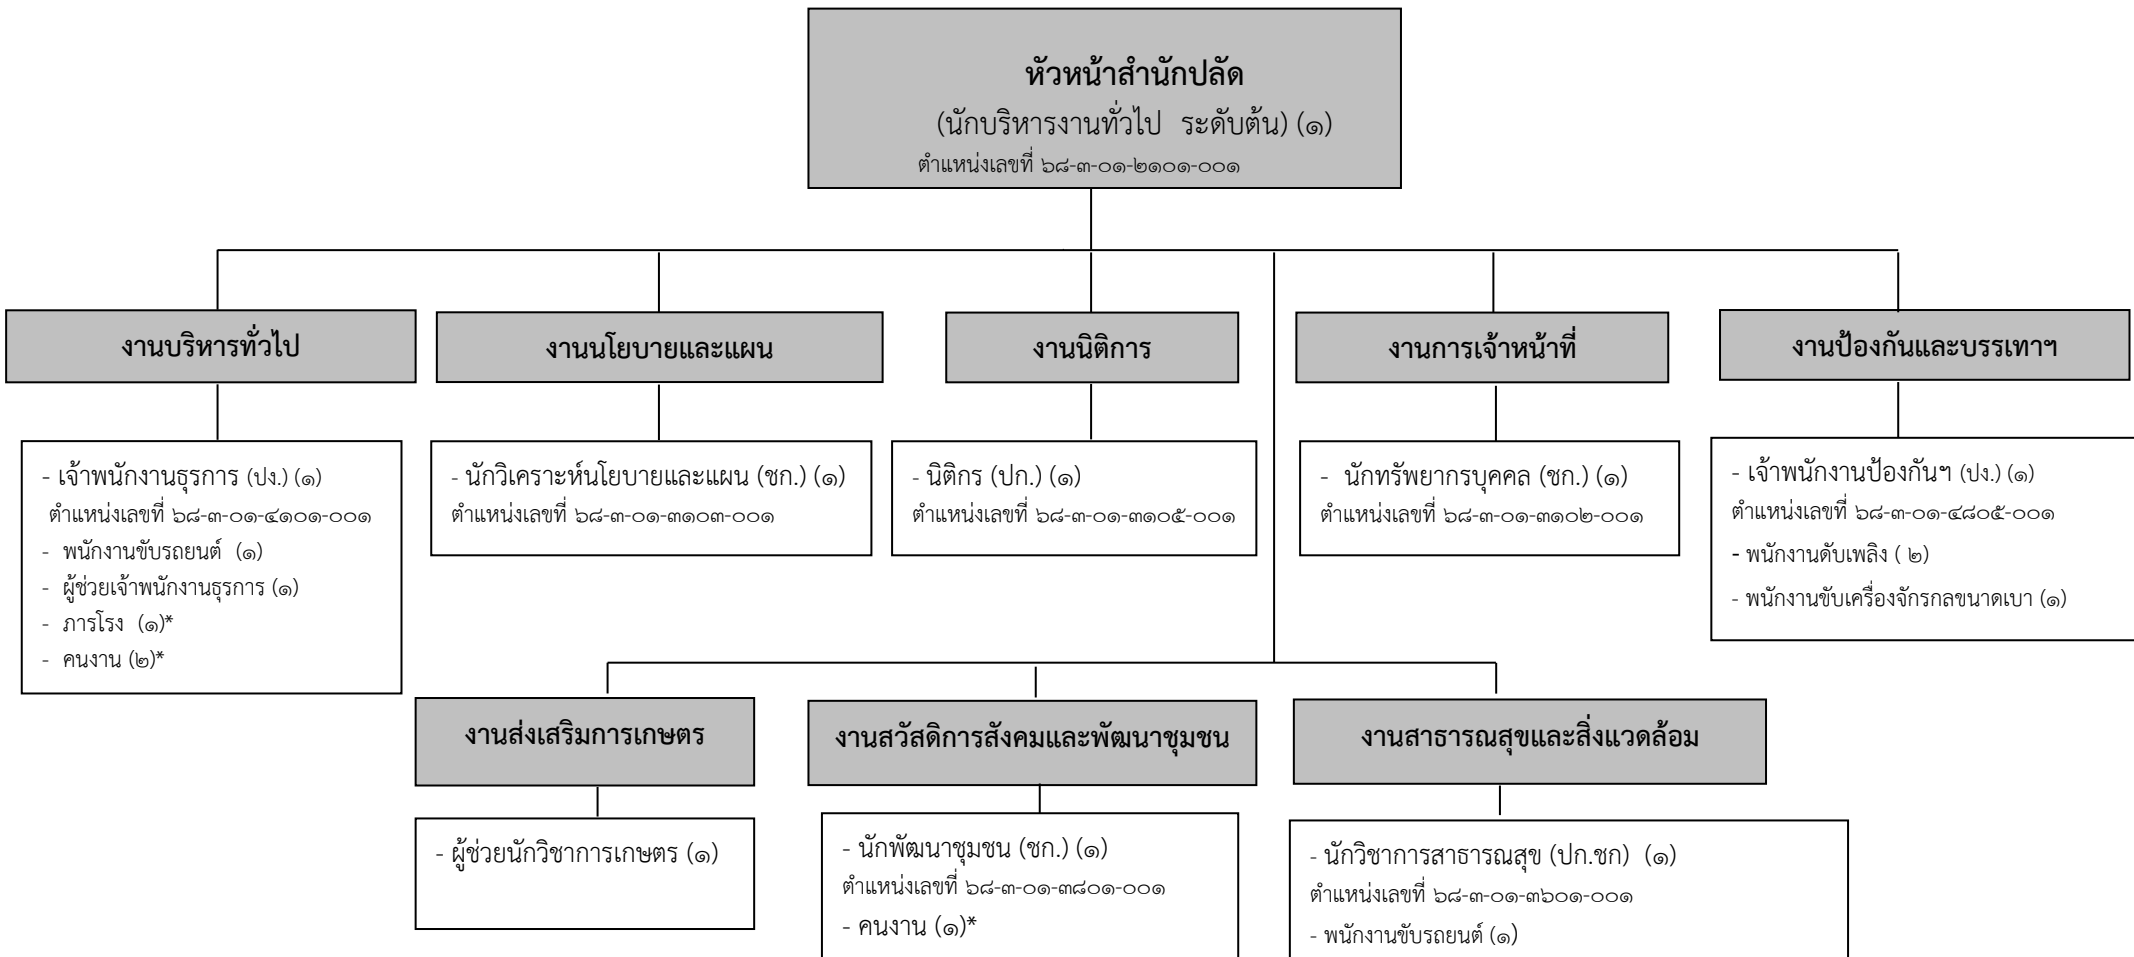 หัวหน้าสำนักปลัด
(นักบริหารงานทั่วไป ระดับต้น) (๑)
ตำแหน่งเลขที่ ๖๘-๓-๐๑-๒๑๐๑-๐๐๑
งานบริหารทั่วไป
งานนโยบายและแผน
งานนิติการ
งานการเจ้าหน้าที่
งานป้องกันและบรรเทาฯ
- เจ้าพนักงานธุรการ (ปง.) (๑)
ตำแหน่งเลขที่ ๖๘-๓-๐๑-๔๑๐๑-๐๐๑
- พนักงานขับรถยนต์ (๑)
- ผู้ช่วยเจ้าพนักงานธุรการ (๑)
- ภารโรง (๑)*
- คนงาน (๒)*
- นักวิเคราะห์นโยบายและแผน (ชก.) (๑)
ตำแหน่งเลขที่ ๖๘-๓-๐๑-๓๑๐๓-๐๐๑
- นิติกร (ปก.) (๑)
ตำแหน่งเลขที่ ๖๘-๓-๐๑-๓๑๐๕-๐๐๑
- นักทรัพยากรบุคคล (ชก.) (๑)
ตำแหน่งเลขที่ ๖๘-๓-๐๑-๓๑๐๒-๐๐๑
- เจ้าพนักงานป้องกันฯ (ปง.) (๑)
ตำแหน่งเลขที่ ๖๘-๓-๐๑-๔๘๐๕-๐๐๑
- พนักงานดับเพลิง ( ๒)
- พนักงานขับเครื่องจักรกลขนาดเบา (๑)
งานส่งเสริมการเกษตร
งานสวัสดิการสังคมและพัฒนาชุมชน
งานสาธารณสุขและสิ่งแวดล้อม
- ผู้ช่วยนักวิชาการเกษตร (๑)
- นักพัฒนาชุมชน (ชก.) (๑)
ตำแหน่งเลขที่ ๖๘-๓-๐๑-๓๘๐๑-๐๐๑
- คนงาน (๑)*
- นักวิชาการสาธารณสุข (ปก.ชก) (๑)
ตำแหน่งเลขที่ ๖๘-๓-๐๑-๓๖๐๑-๐๐๑
- พนักงานขับรถยนต์ (๑)